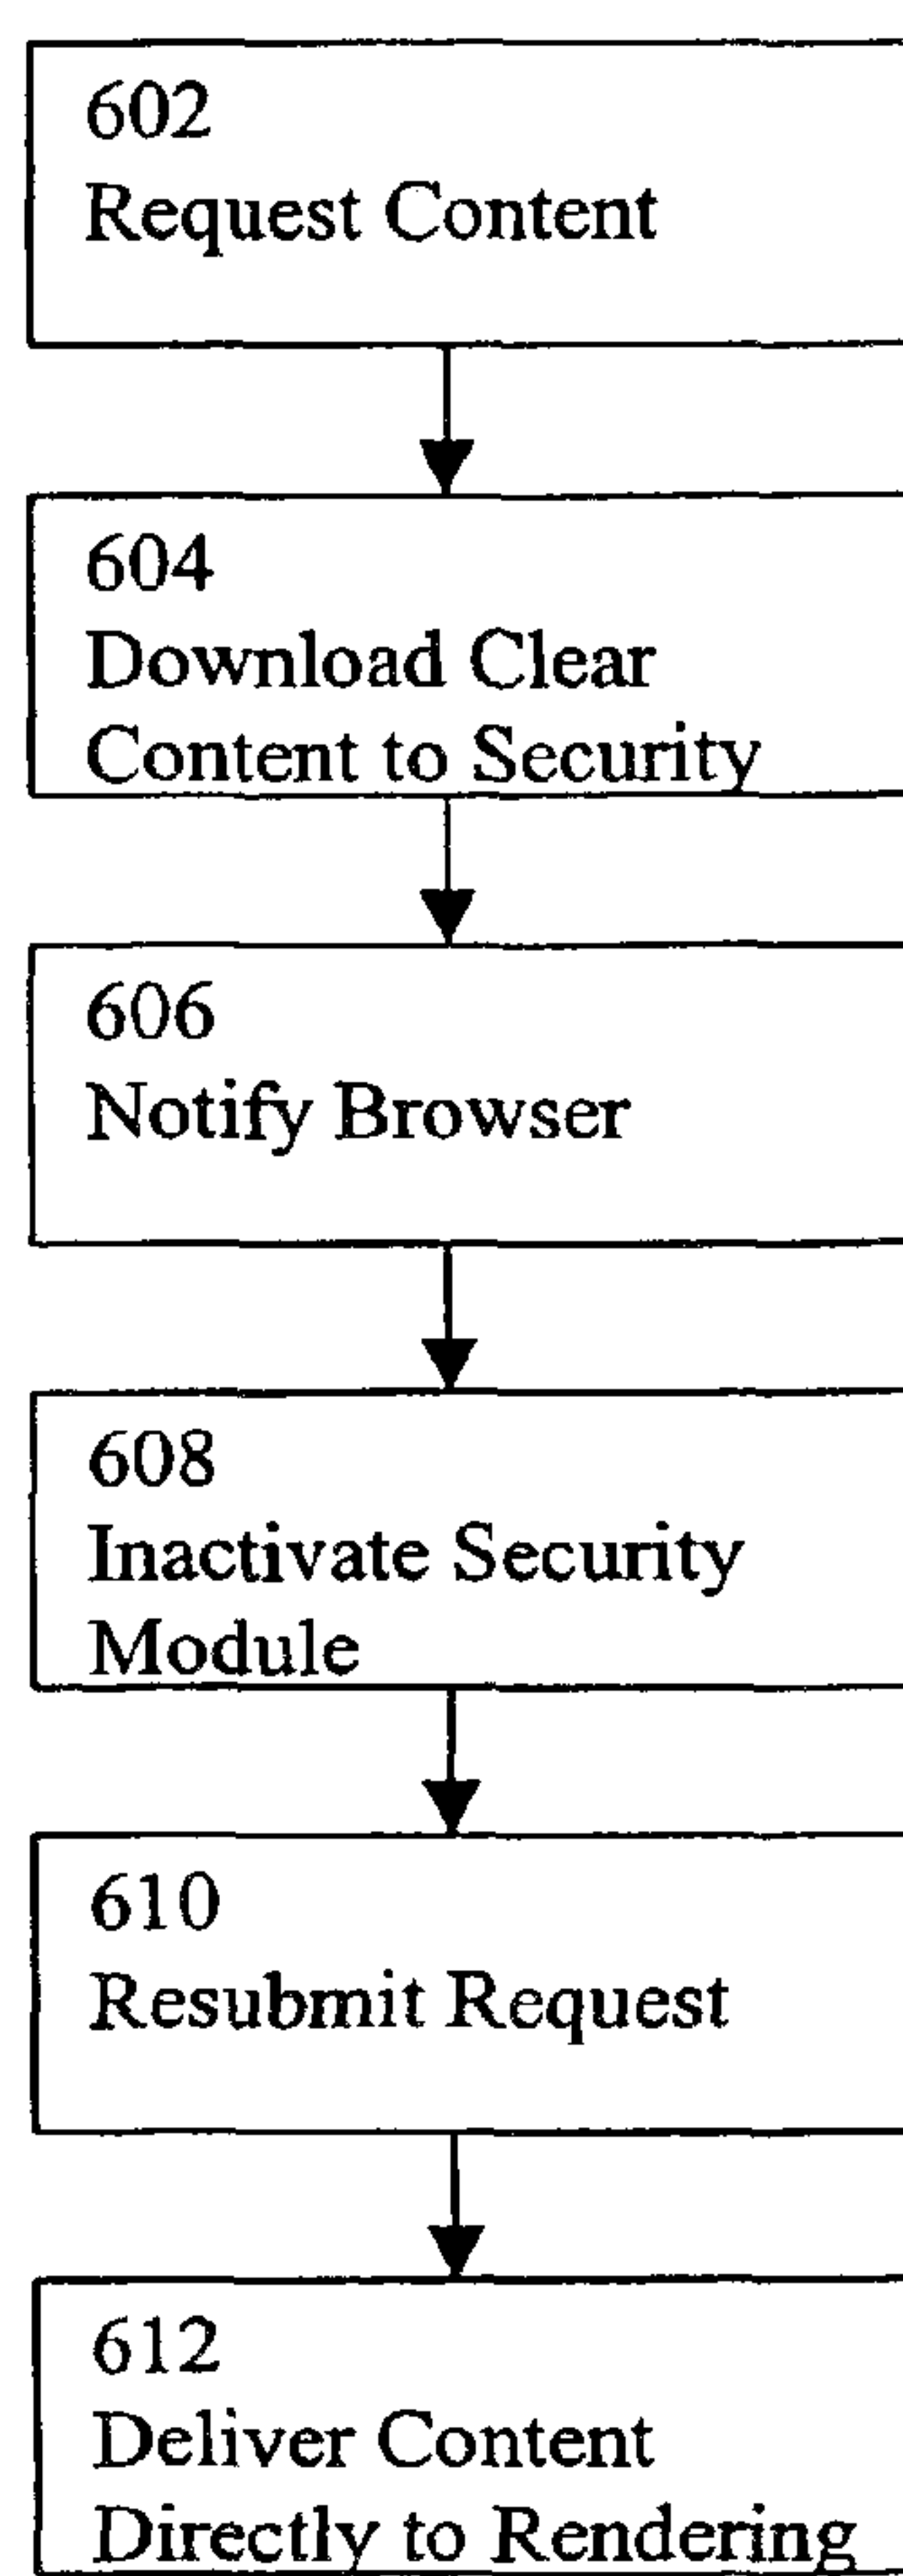 602
Request Content
604
Download Clear
Content to Security
606
Notify Browser
608
Inactivate Security
Module
610
Resubmit Request
612
Deliver Content
Directly to Rendering